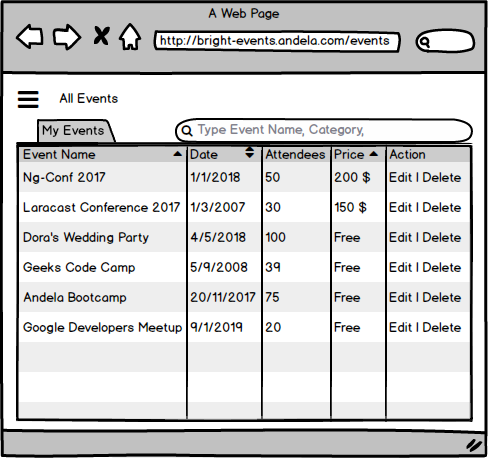 A Web Page
http://bright-events.andela.com/events
All Events
My Events
Type Event Name, Category,
Event Name Date Attendees Price Action
Ng-Conf 2017 1/1/2018 50 200 $ Edit | Delete
Laracast Conference 2017 1/3/2007 30 150 $ Edit | Delete
Dora's Wedding Party 4/5/2018 100 Free Edit | Delete
Geeks Code Camp 5/9/2008 39 Free Edit | Delete
Andela Bootcamp 20/11/2017 75 Free Edit | Delete
Google Developers Meetup 9/1/2019 20 Free Edit | Delete